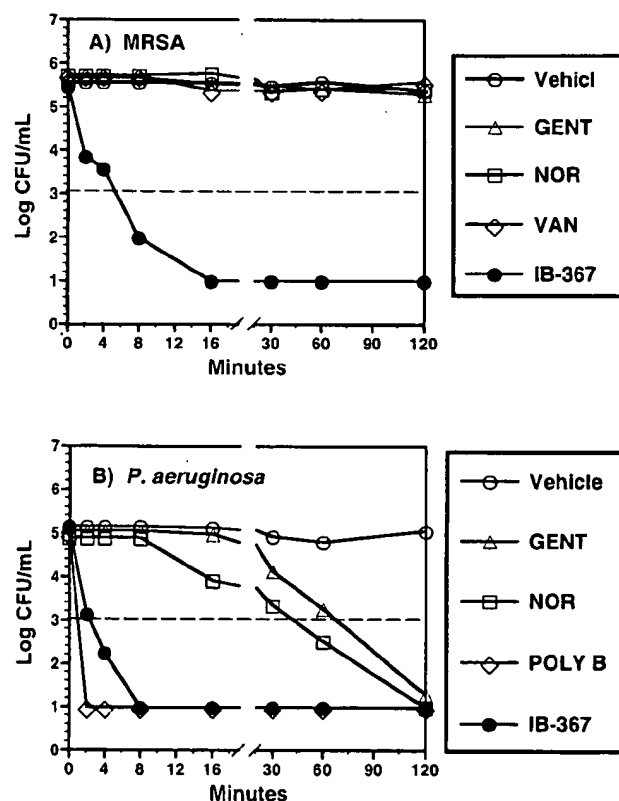 A) MRSA
Log CFU/mL
7
6
5
4
3
2
1
0
0 4 8 12 16 30 60 90 120
Minutes
Vehicl
GENT
NOR
VAN
IB-367
B) P. aeruginosa
Log CFU/mL
7
6
5
4
3
2
1
0
0 4 8 12 16 30 60 90 120
Minutes
Vehicle
GENT
NOR
POLY B
IB-367